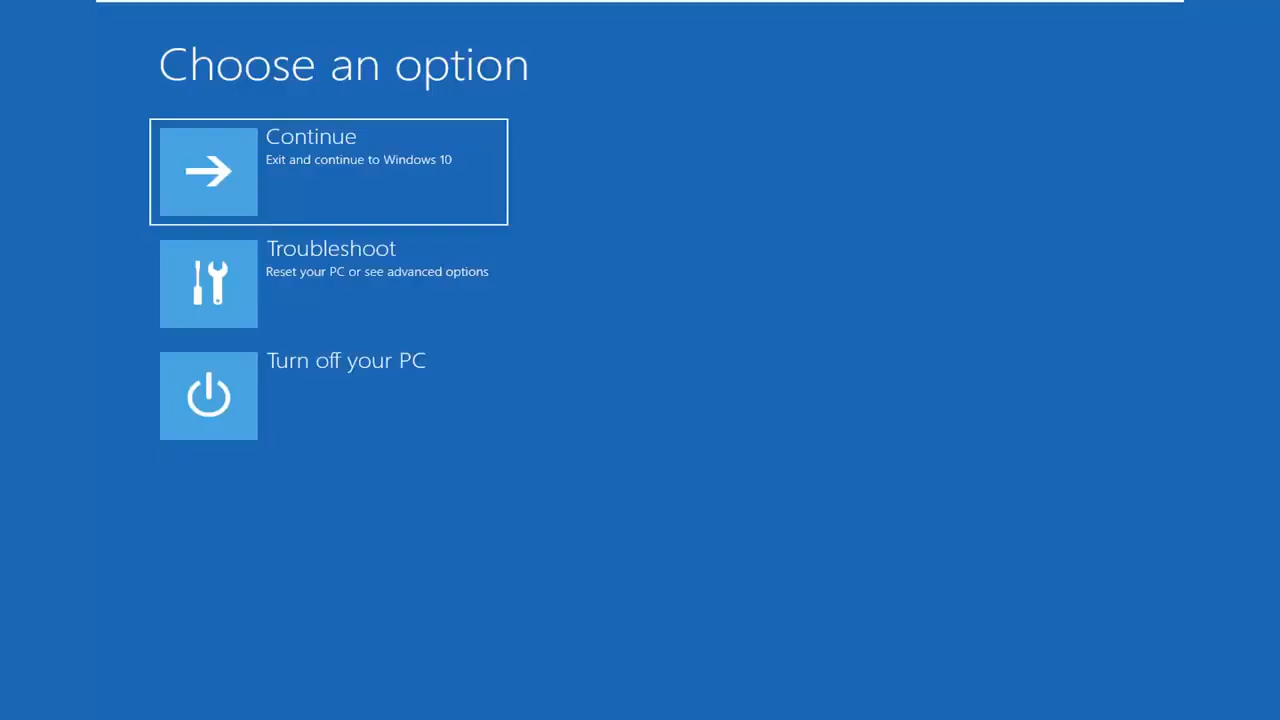 Choose an option
Continue
Exit and continue to Windows 10
Troubleshoot
Reset your PC or see advanced options
Turn off your PC